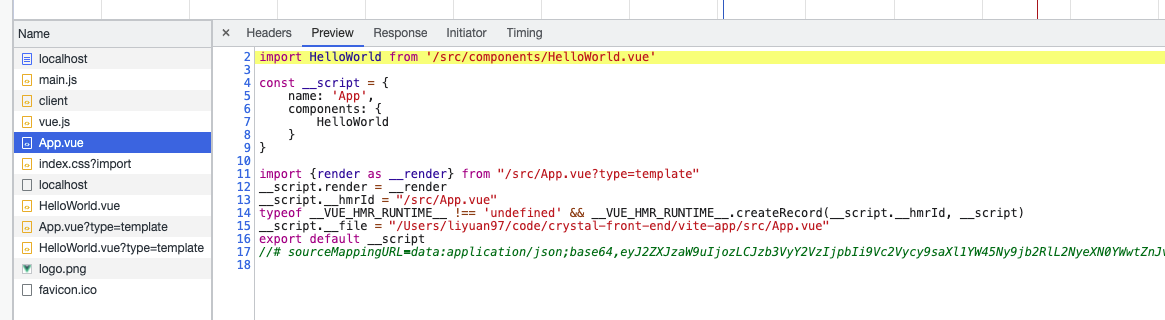 Name
localhost
main.js
client
vue.js
App.vue
index.css?import
localhost
HelloWorld.vue
App.vue?type=template
HelloWorld.vue?type=template
logo.png
favicon.ico
× Headers Preview Response Initiator Timing
2 import HelloWorld from '/src/components/HelloWorld.vue'
3
4 const __script = {
5     name: 'App',
6     components: {
7         HelloWorld
8     }
9 }
10
11 import {render as __render} from "/src/App.vue?type=template"
12 __script.render = __render
13 __script.__hmrId = "/src/App.vue"
14 typeof __VUE_HMR_RUNTIME__ !== 'undefined' && __VUE_HMR_RUNTIME__.createRecord(__script.__hmrId, __script)
15 __script.__file = "/Users/liyuan97/code/crystal-front-end/vite-app/src/App.vue"
16 export default __script
17 //# sourceMappingURL=data:application/json;base64,eyJ2ZXJzaW9uIjozLCJzb3VyY2VzIjpbIi9Vc2Vycy9saXl1YW45Ny9jb2RlL2NyeXN0YWwtZnJv
18